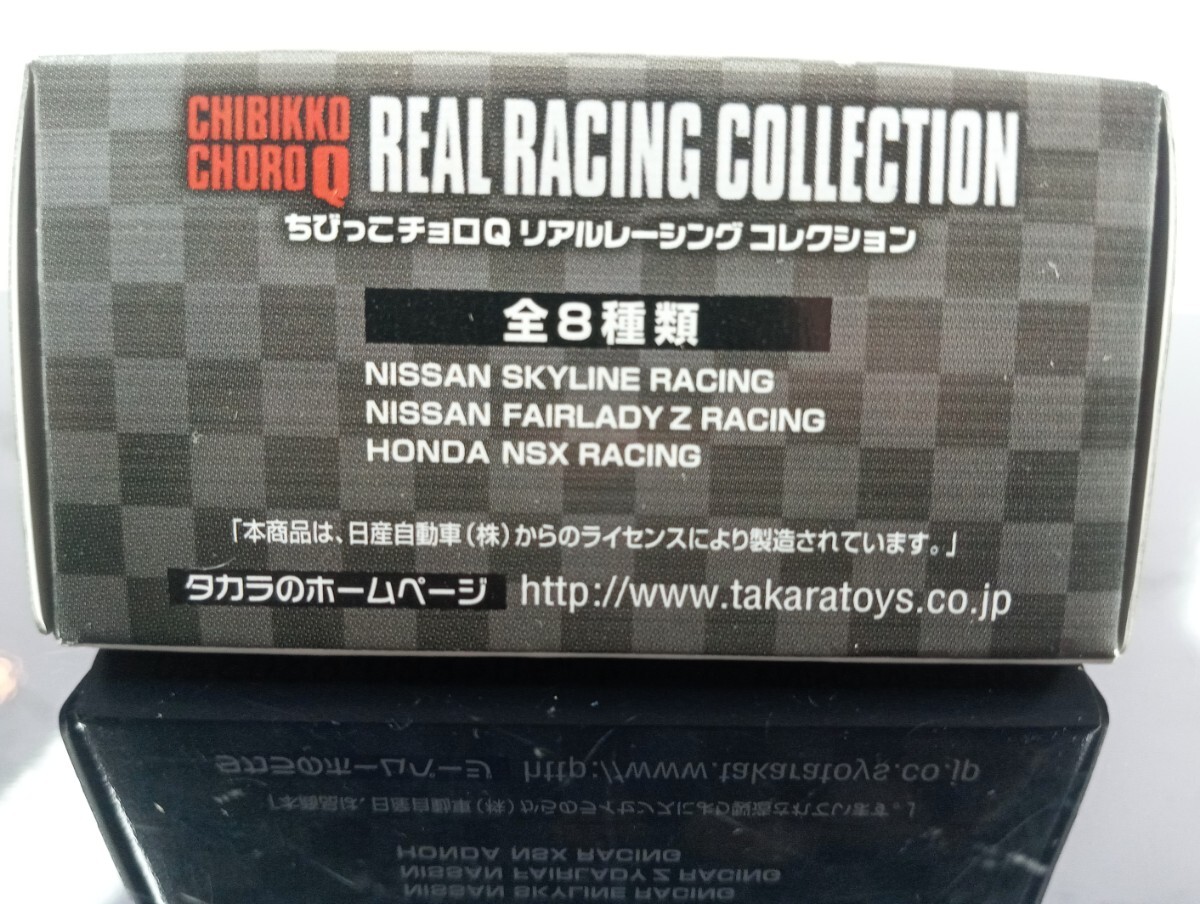 CHIBIKKO
CHORO Q
REAL RACING COLLECTION
ちびっこチョロQ リアルレーシング コレクション
全8種類
NISSAN SKYLINE RACING
NISSAN FAIRLADY Z RACING
HONDA NSX RACING
「本商品は、日産自動車(株)からのライセンスにより製造されています。」
タカラのホームページ http://www.takaratoys.co.jp